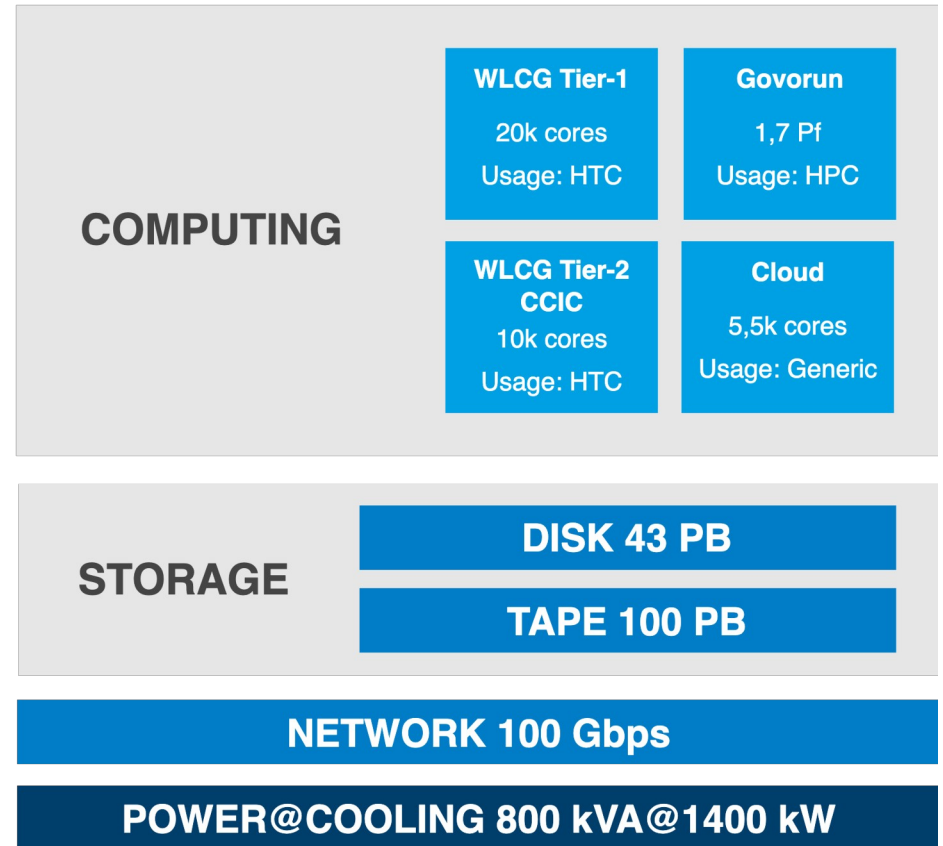 COMPUTING
WLCG Tier-1
20k cores
Usage: HTC
Govorun
1,7 Pf
Usage: HPC
WLCG Tier-2
CCIC
10k cores
Usage: HTC
Cloud
5,5k cores
Usage: Generic
STORAGE
DISK 43 PB
TAPE 100 PB
NETWORK 100 Gbps
POWER@COOLING 800 kVA@1400 kW